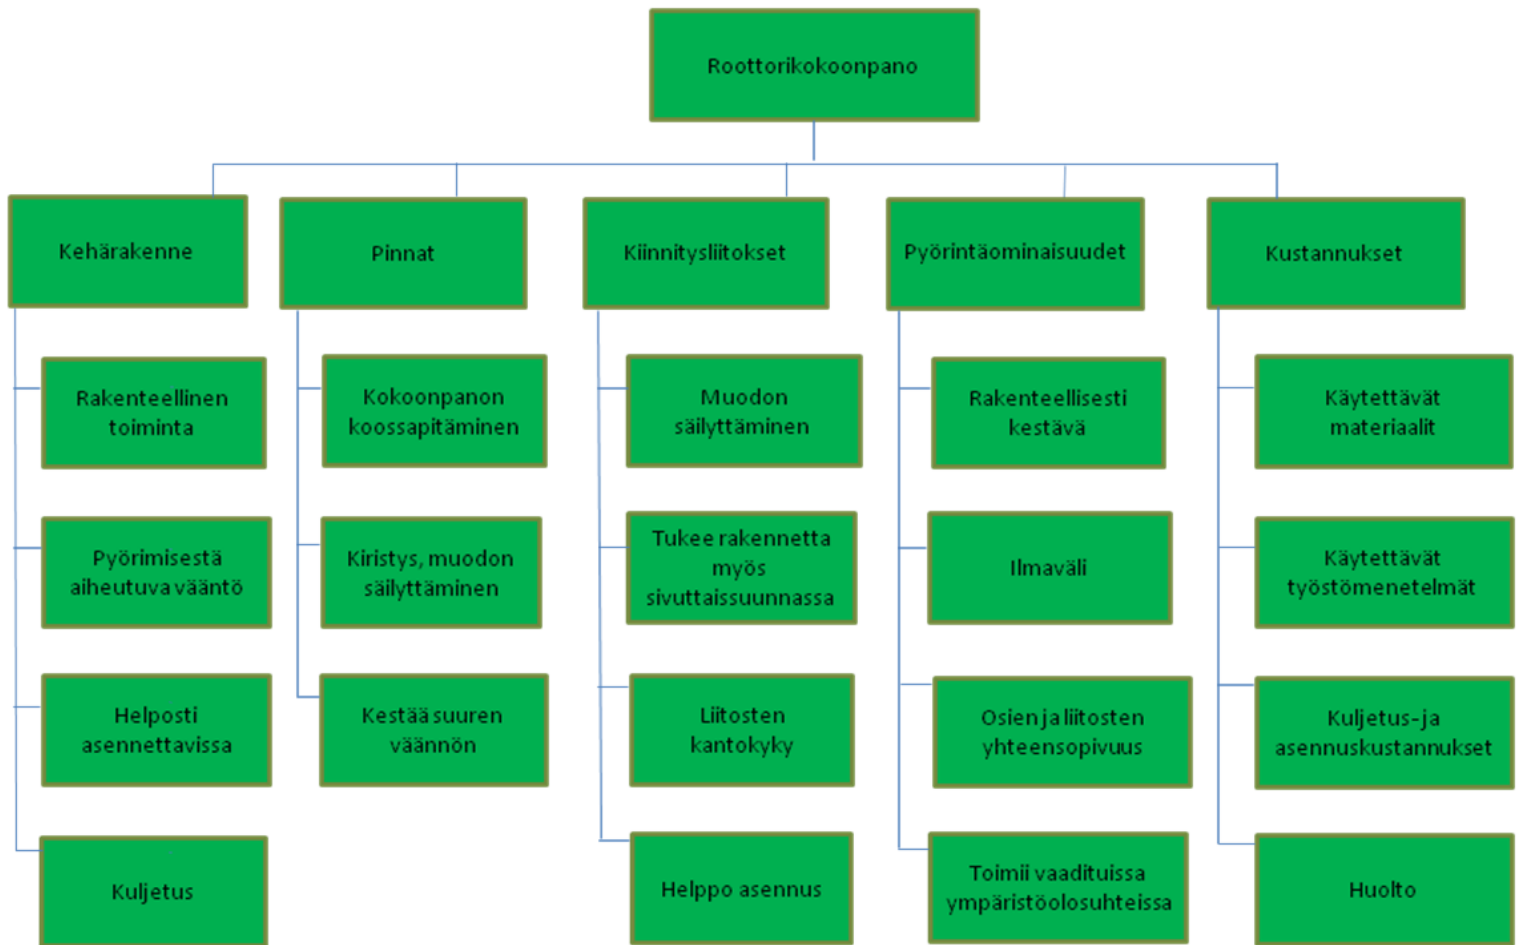 Roottorikokoonpano
Kehärakenne
Rakenteellinen
toiminta
Pyörimisestä
aiheutuva vääntö
Helposti
asennettavissa
Kuljetus
Pinnat
Kokoonpanon
koossapitäminen
Kiristys, muodon
säilyttäminen
Kestää suuren
väännön
Kiinnitysliitokset
Muodon
säilyttäminen
Tukee rakennetta
myös
sivuttaissuunnassa
Liitosten
kantokyky
Helppo asennus
Pyörintäominaisuudet
Rakenteellisesti
kestävä
Ilmaväli
Osien ja liitosten
yhteensopivuus
Toimii vaadituissa
ympäristöolosuhteissa
Kustannukset
Käytettävät
materiaalit
Käytettävät
työstömenetelmät
Kuljetus- ja
asennuskustannukset
Huolto